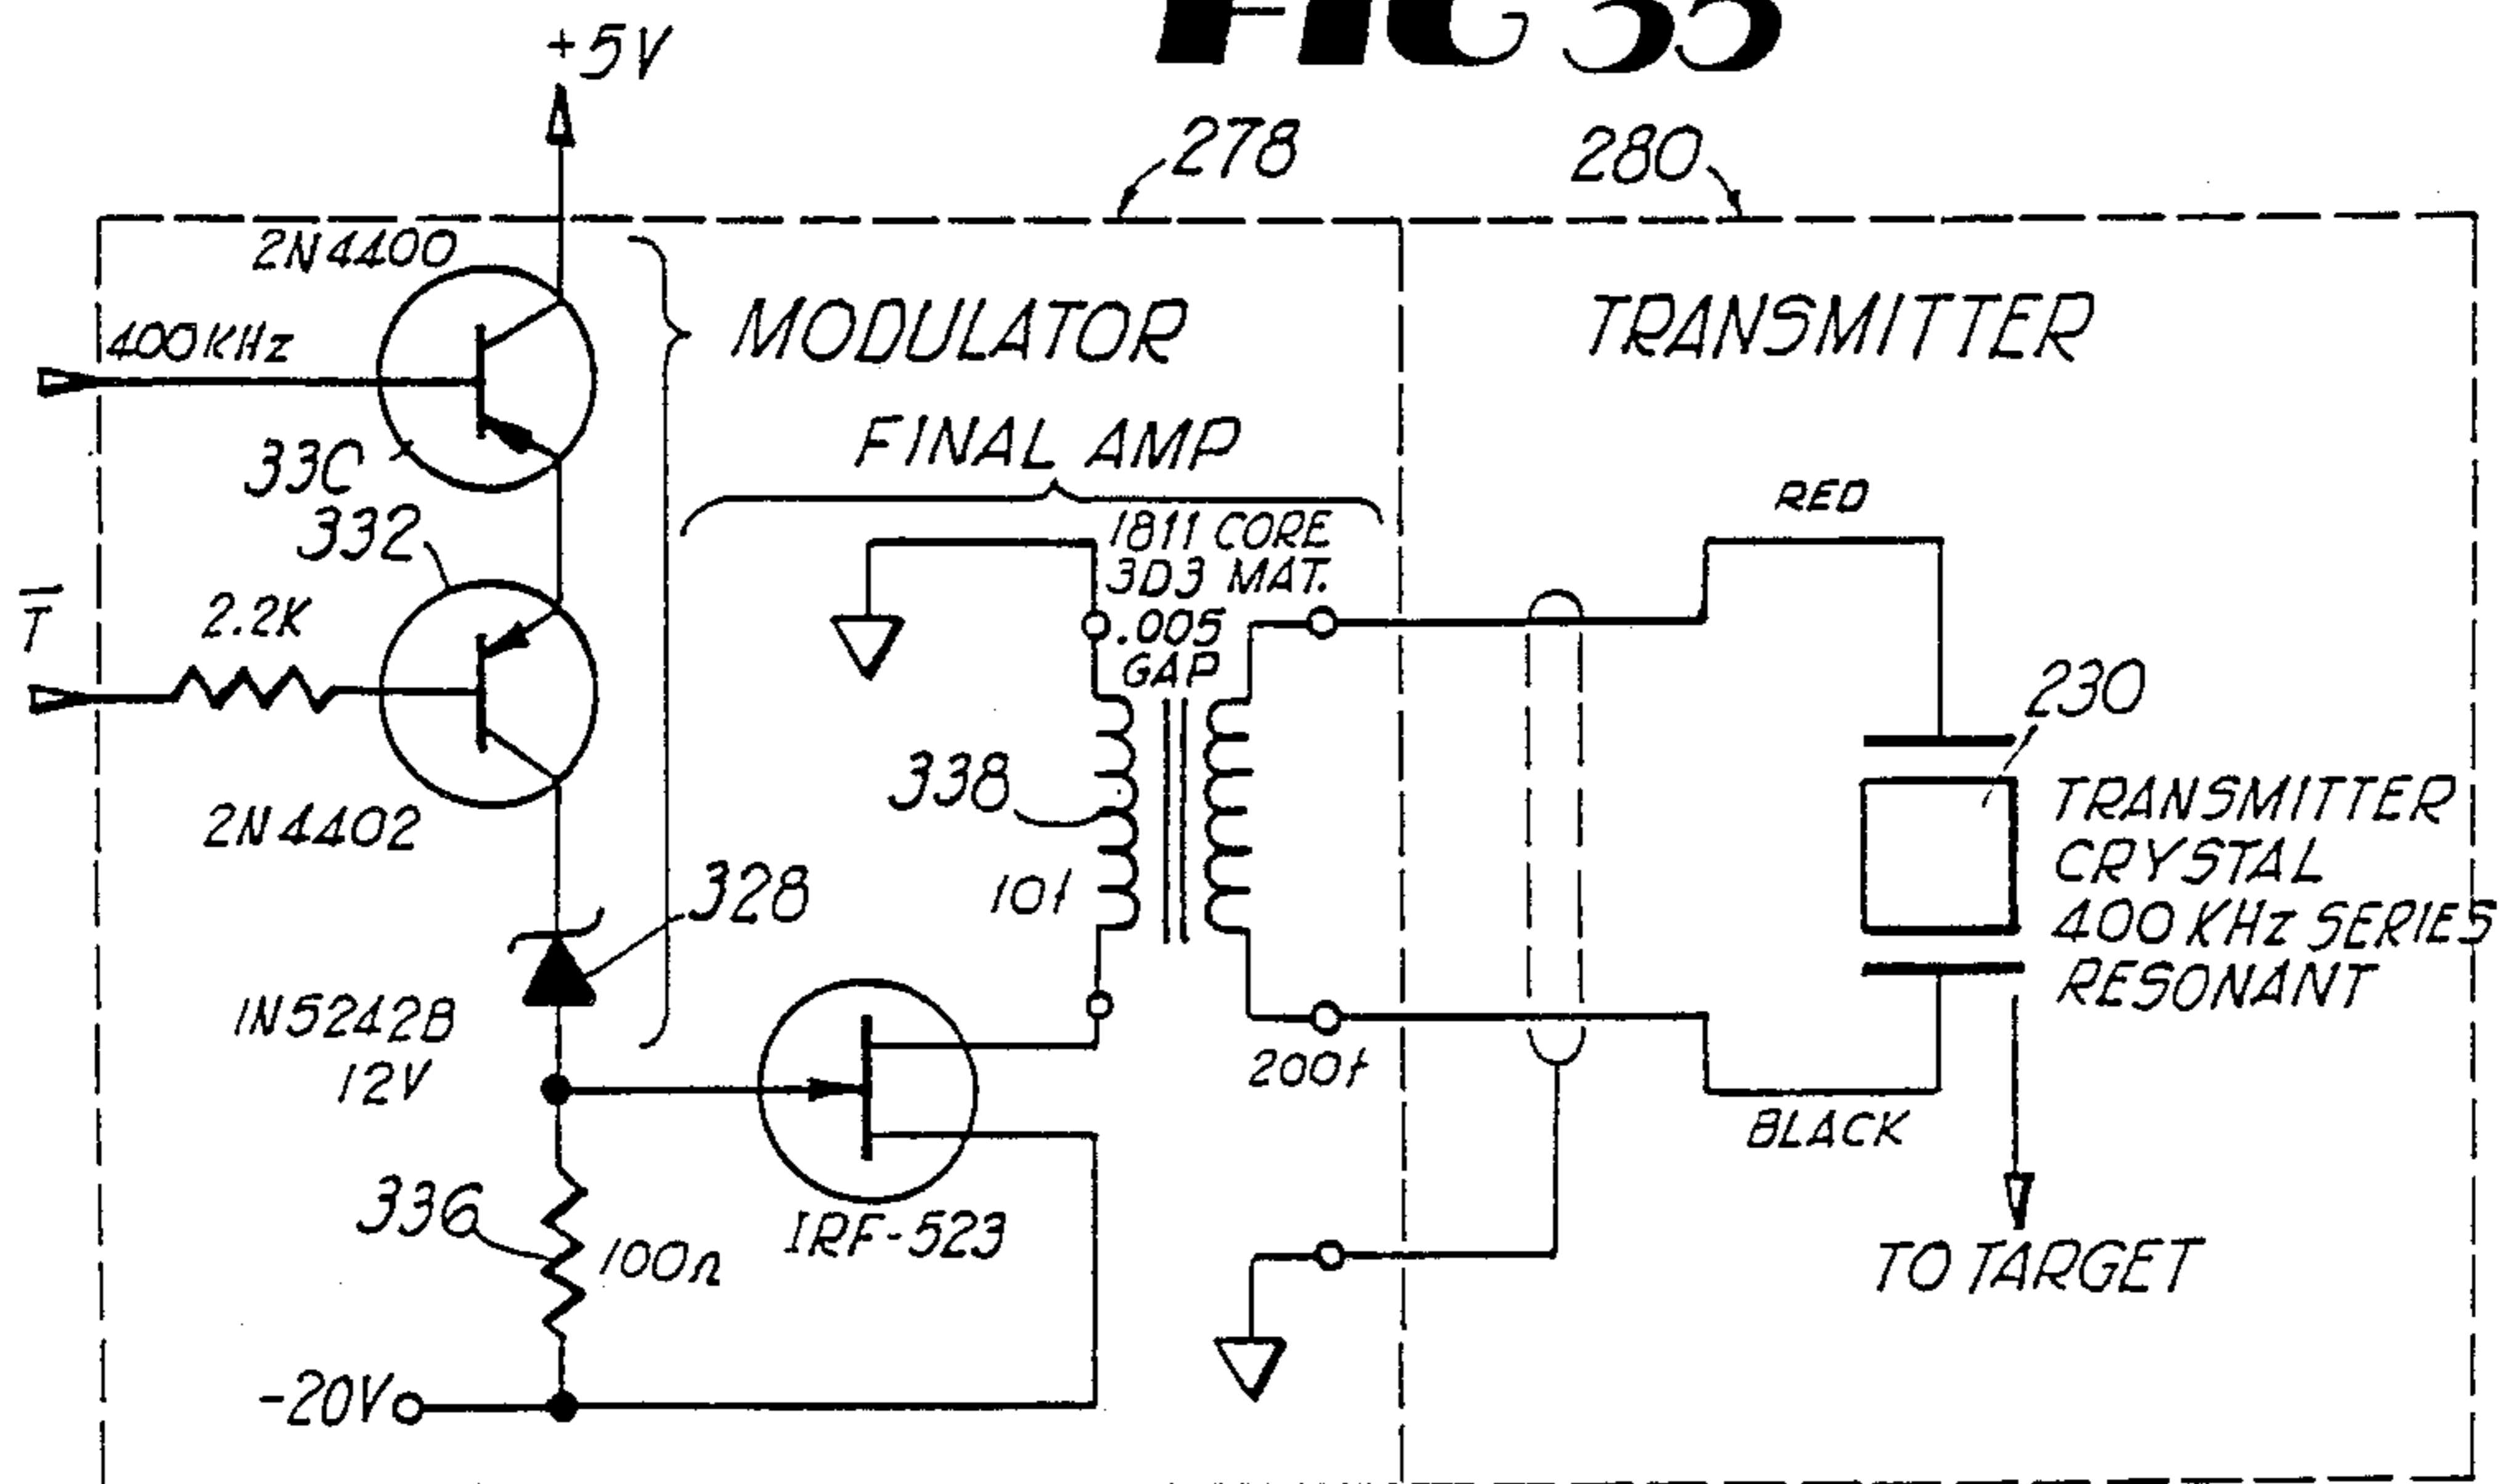 FIG 35
+5V
278
280
2N4400
400KHz
MODULATOR
TRANSMITTER
FINAL AMP
33C
332
RED
1811 CORE
3D3 MAT.
.005
GAP
T̅
2.2K
230
338
2N4402
TRANSMITTER
CRYSTAL
400 KHz SERIES
RESONANT
10t
328
1N5242B
12V
200t
BLACK
336
100Ω
IRF-523
TO TARGET
-20V